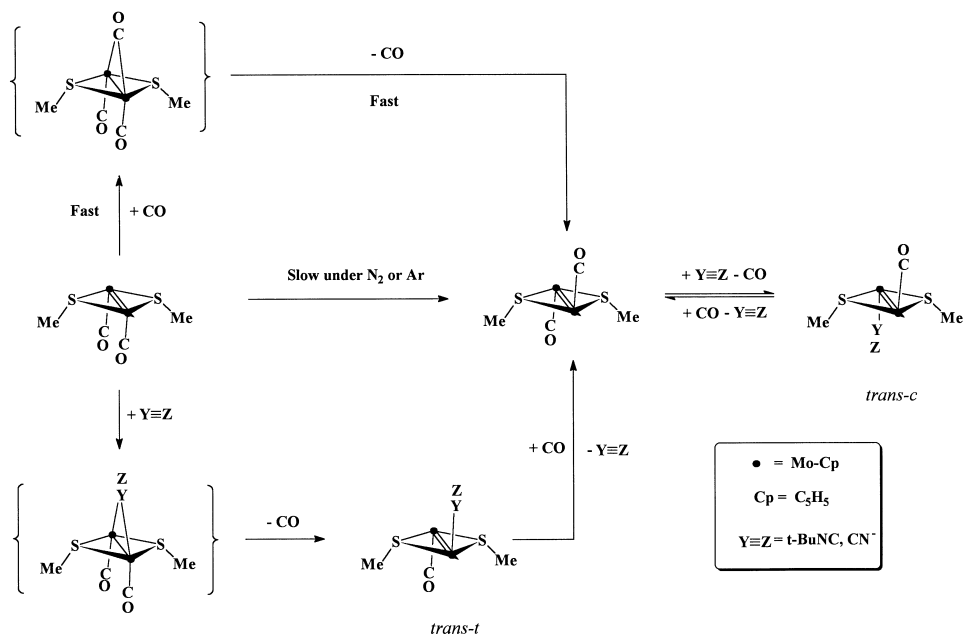 O
C
S
S
Me
Me
C
O
C
O
- CO
Fast
Fast
+ CO
S
S
Me
Me
C
O
C
O
Slow under N₂ or Ar
O
C
S
S
Me
Me
C
O
+ Y≡Z - CO
+ CO - Y≡Z
O
C
S
S
Me
Me
Y
Z
trans-c
+ Y≡Z
Z
Y
S
S
Me
Me
C
O
C
O
- CO
Z
Y
S
S
Me
Me
C
O
trans-t
+ CO
- Y≡Z
● = Mo-Cp
Cp = C₅H₅
Y≡Z = t-BuNC, CN⁻